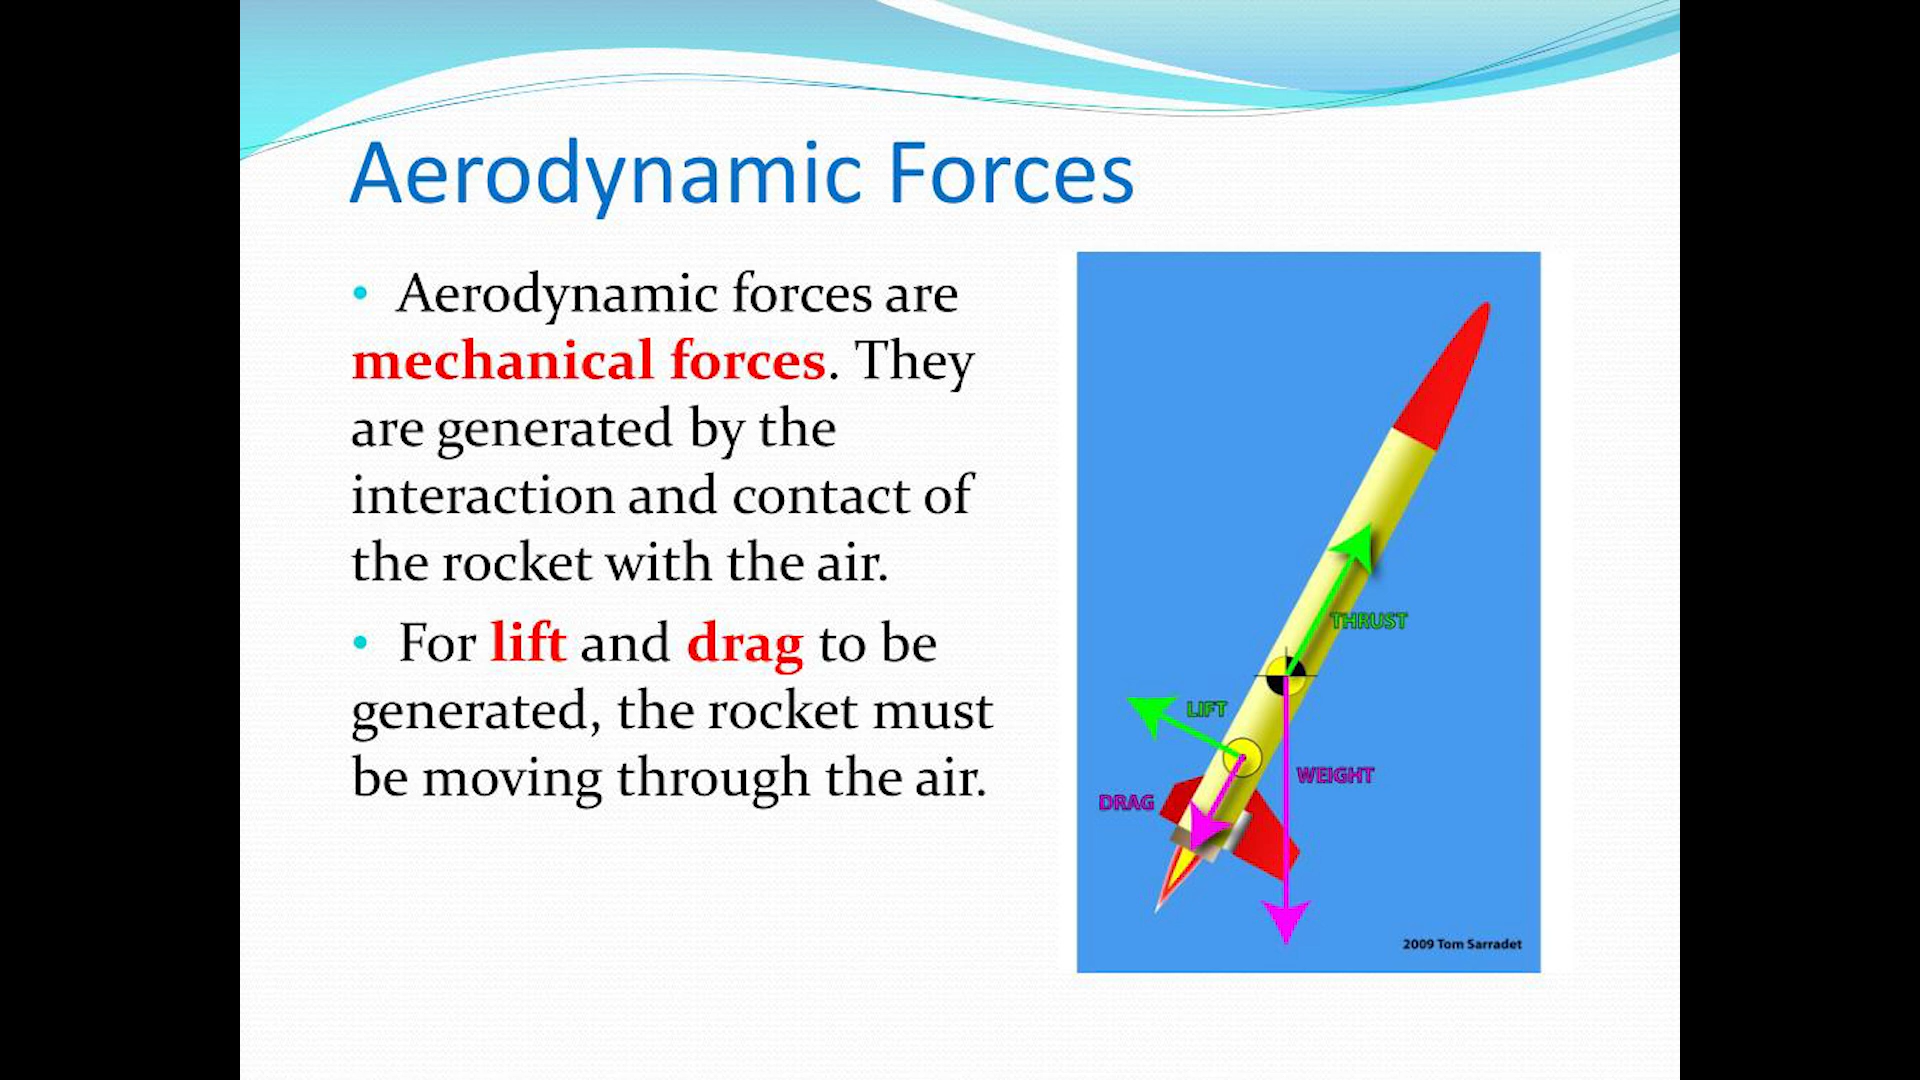 Aerodynamic Forces
• Aerodynamic forces are
mechanical forces. They
are generated by the
interaction and contact of
the rocket with the air.
• For lift and drag to be
generated, the rocket must
be moving through the air.
THRUST
LIFT
WEIGHT
DRAG
2009 Tom Sarradet